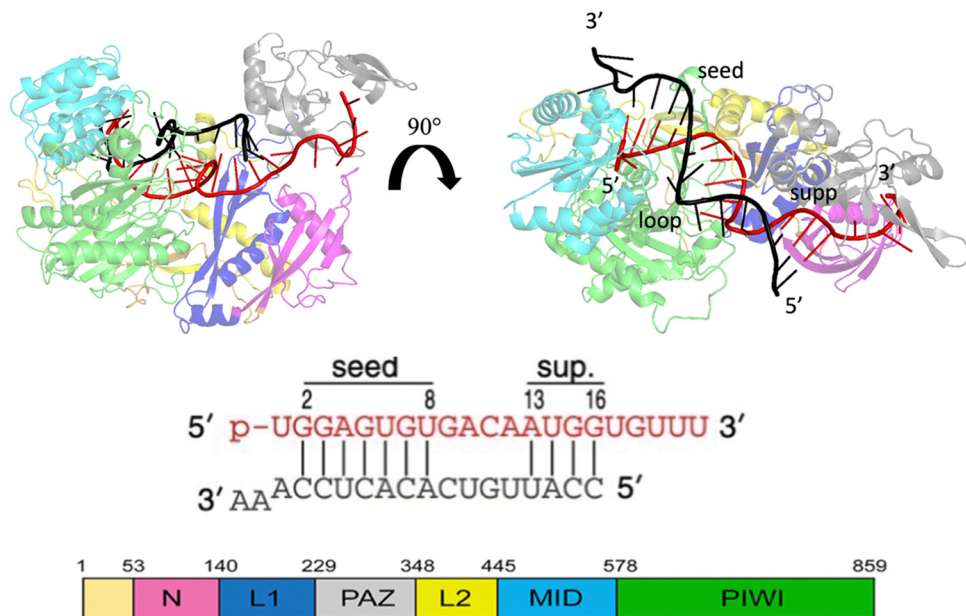 3’
seed
90°
5’
supp
3’
loop
5’
seed
sup.
2 8 13 16
5’ p-UGGAGUGUGACAAUGGUGUUU 3’
3’ AAACCUCACACUGUUACC 5’
1 53 140 229 348 445 578 859
N L1 PAZ L2 MID PIWI